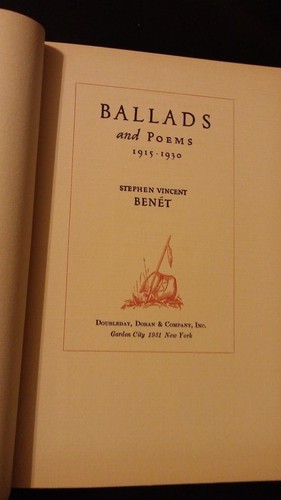 BALLADS
and POEMS
1915-1930
STEPHEN VINCENT
BENÉT
DOUBLEDAY, DORAN & COMPANY, INC.
Garden City 1931 New York